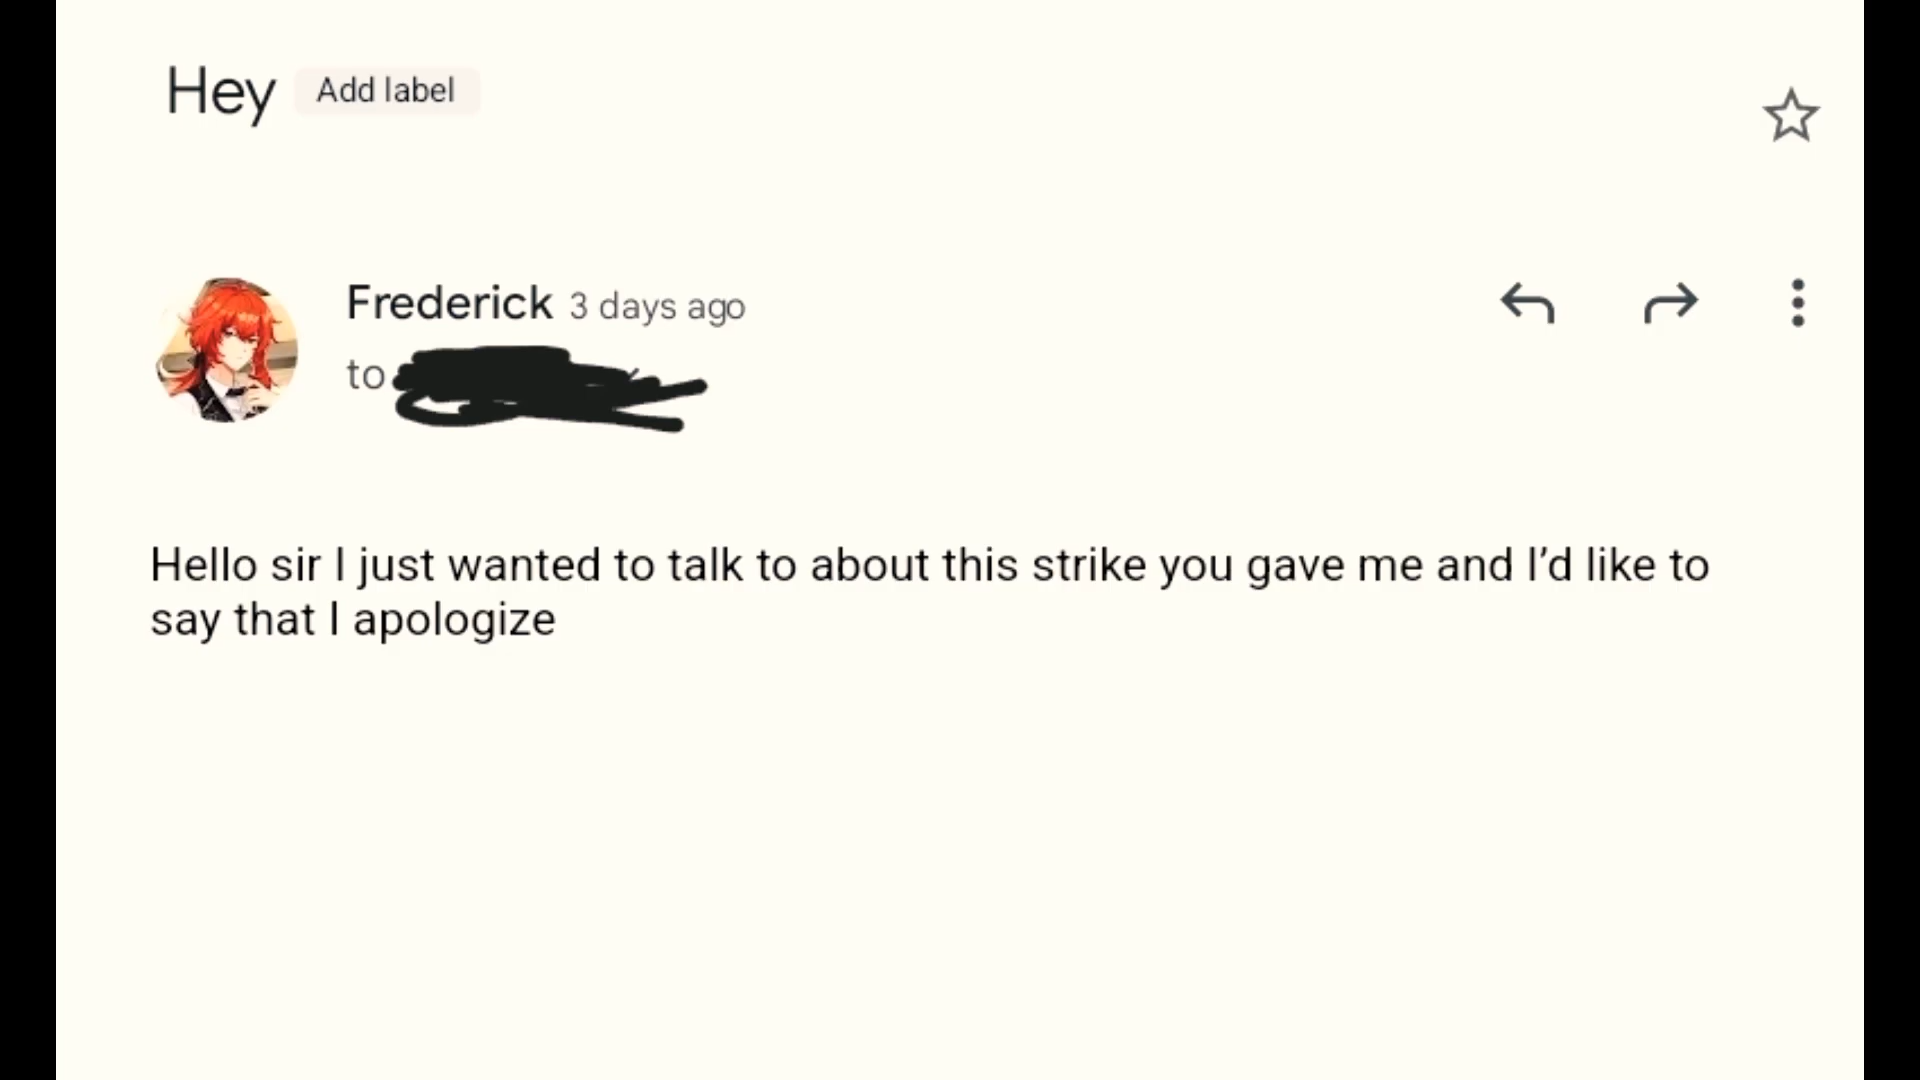 Hey Add label
Frederick 3 days ago
to
Hello sir I just wanted to talk to about this strike you gave me and I’d like to
say that I apologize